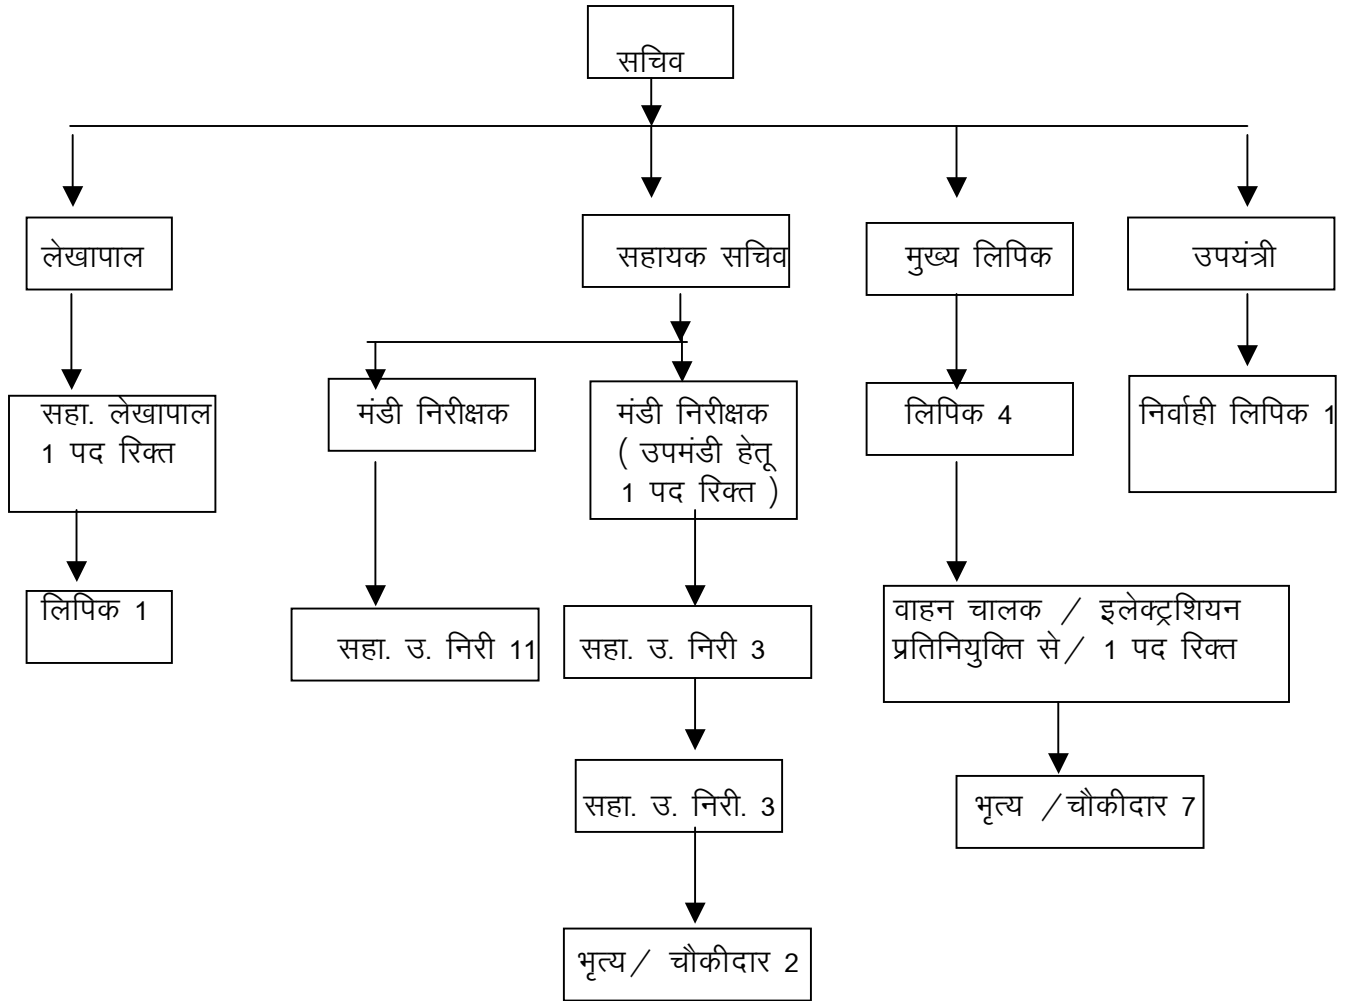 सचिव
लेखापाल
सहायक सचिव
मुख्य लिपिक
उपयंत्री
सहा. लेखापाल
1 पद रिक्त
मंडी निरीक्षक
मंडी निरीक्षक
( उपमंडी हेतू
1 पद रिक्त )
लिपिक 4
निर्वाही लिपिक 1
लिपिक 1
सहा. उ. निरी 11
सहा. उ. निरी 3
वाहन चालक / इलेक्ट्रशियन
प्रतिनियुक्ति से/ 1 पद रिक्त
सहा. उ. निरी. 3
भृत्य /चौकीदार 7
भृत्य/ चौकीदार 2